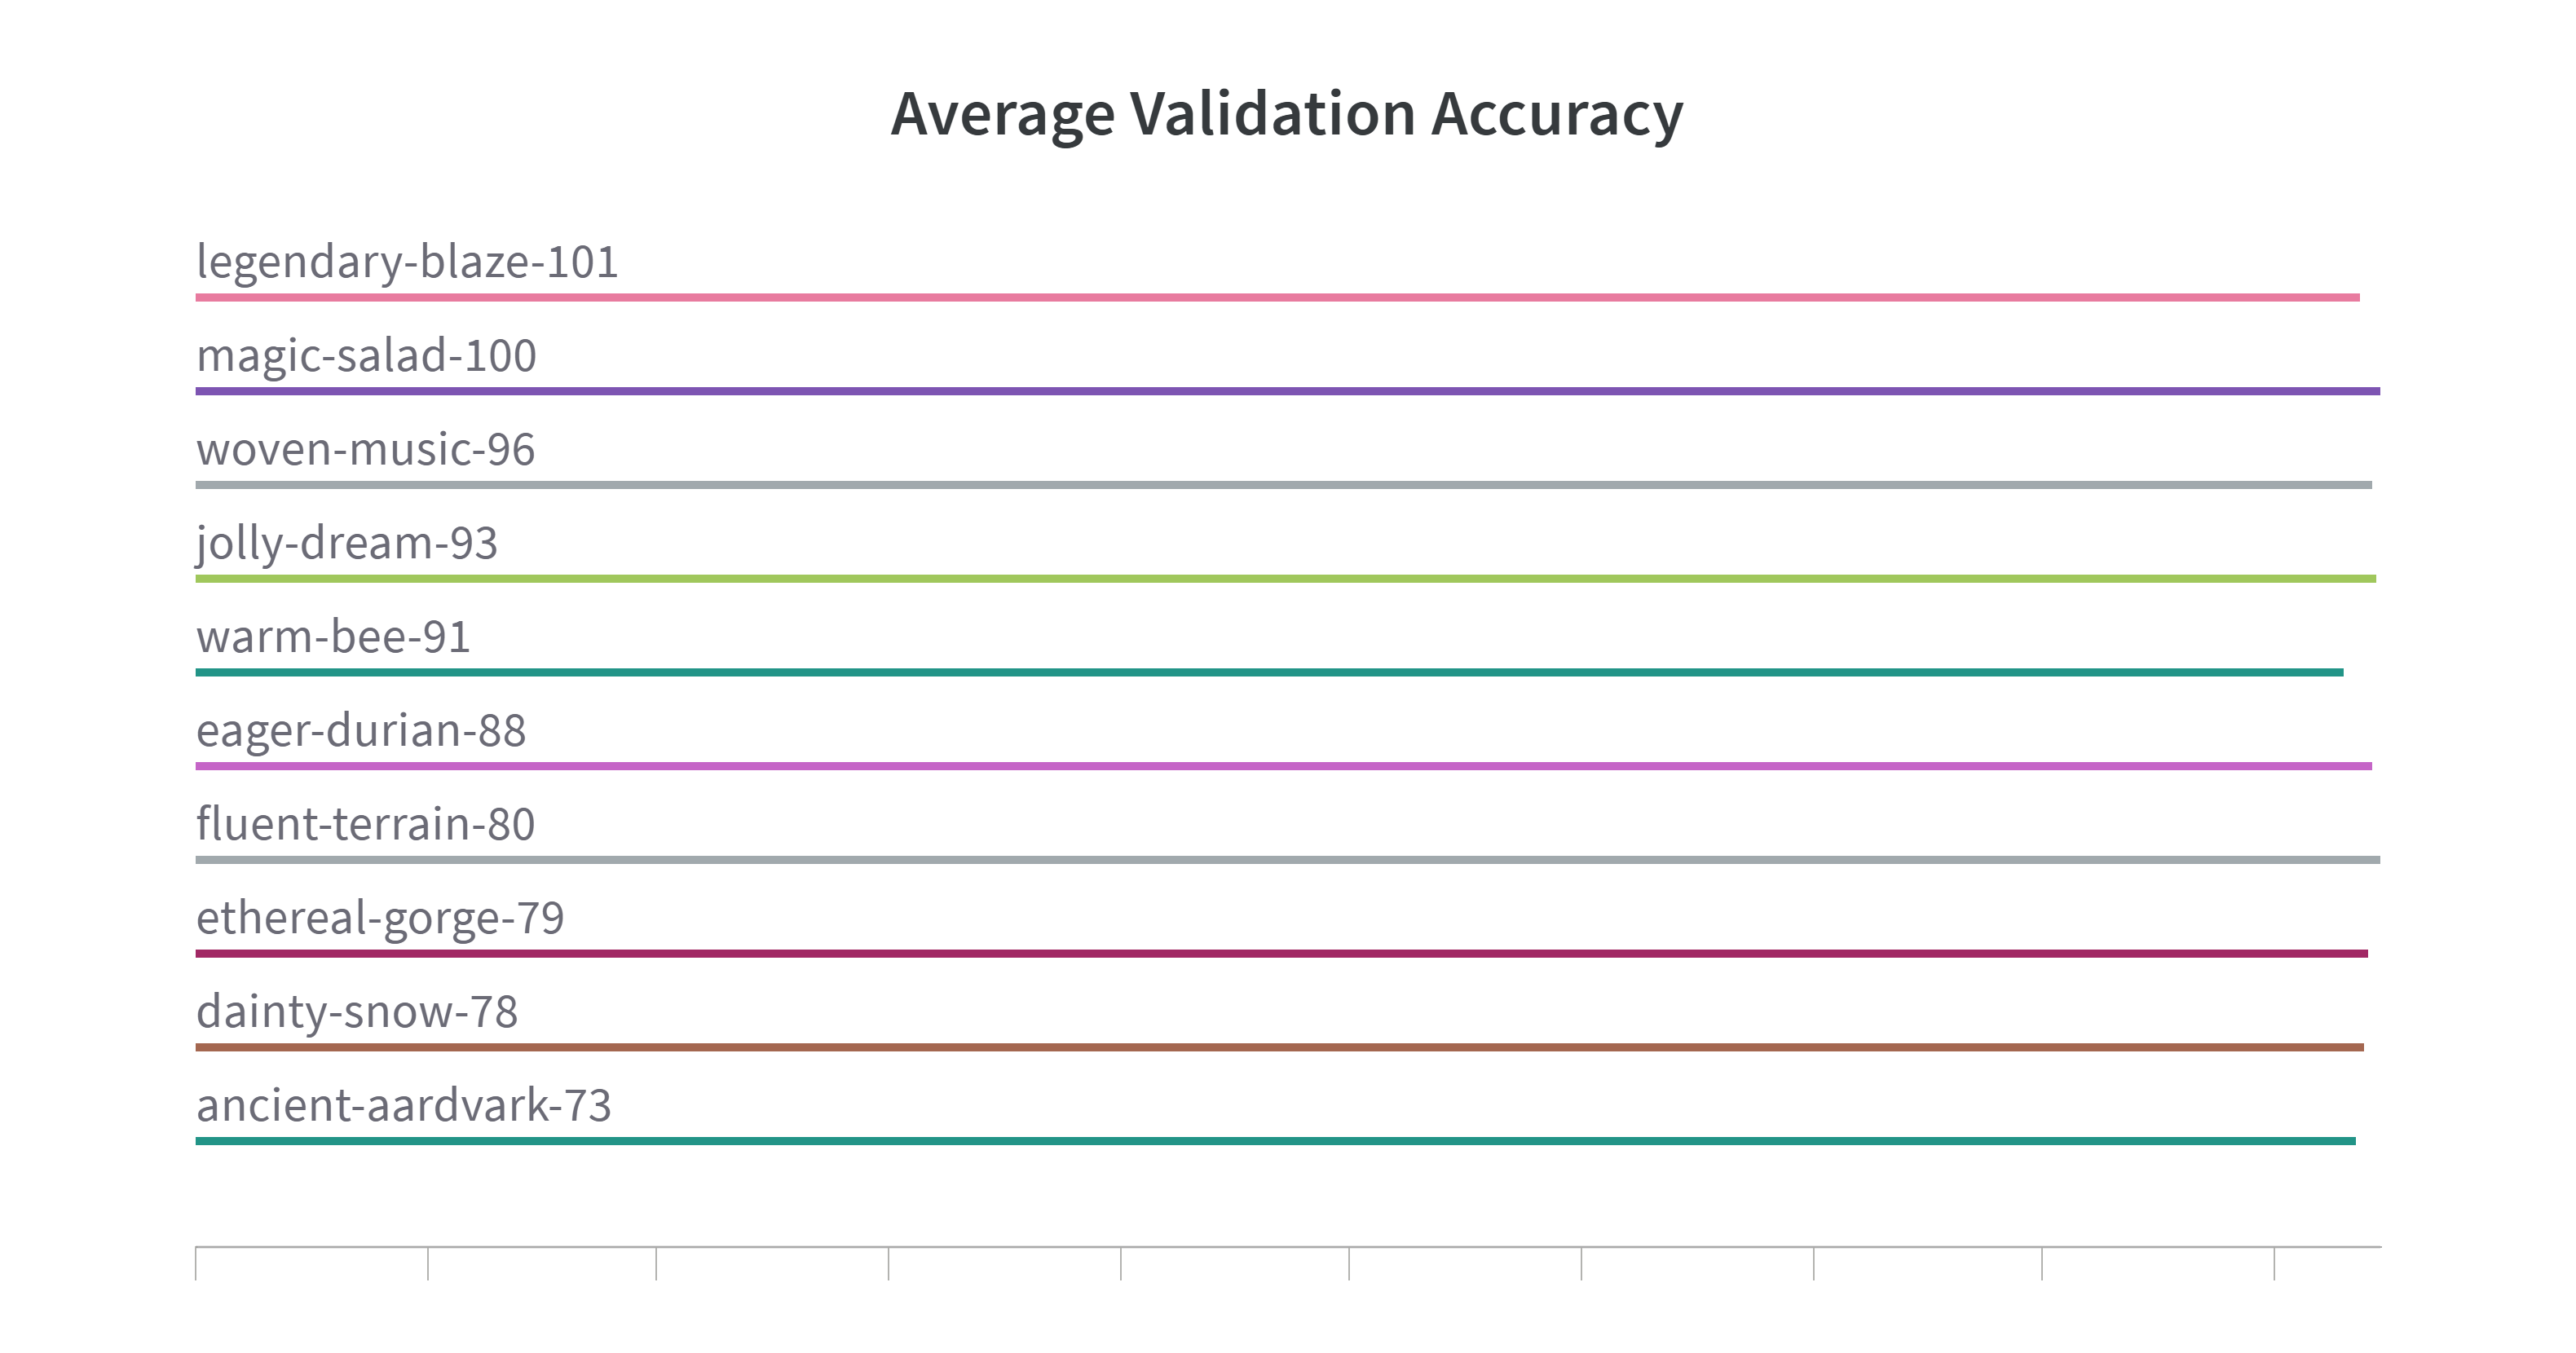 Average Validation Accuracy
legendary-blaze-101
magic-salad-100
woven-music-96
jolly-dream-93
warm-bee-91
eager-durian-88
fluent-terrain-80
ethereal-gorge-79
dainty-snow-78
ancient-aardvark-73